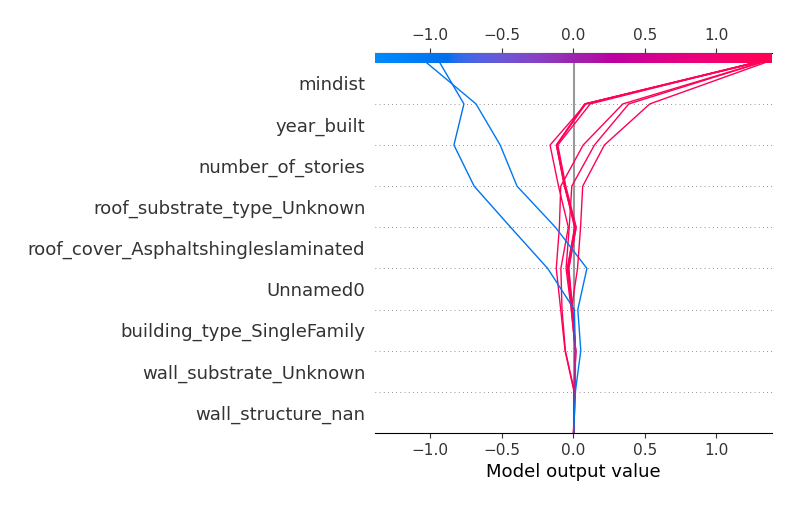 −1.0 −0.5 0.0 0.5 1.0
mindist
year_built
number_of_stories
roof_substrate_type_Unknown
roof_cover_Asphaltshingleslaminated
Unnamed0
building_type_SingleFamily
wall_substrate_Unknown
wall_structure_nan
−1.0 −0.5 0.0 0.5 1.0
Model output value